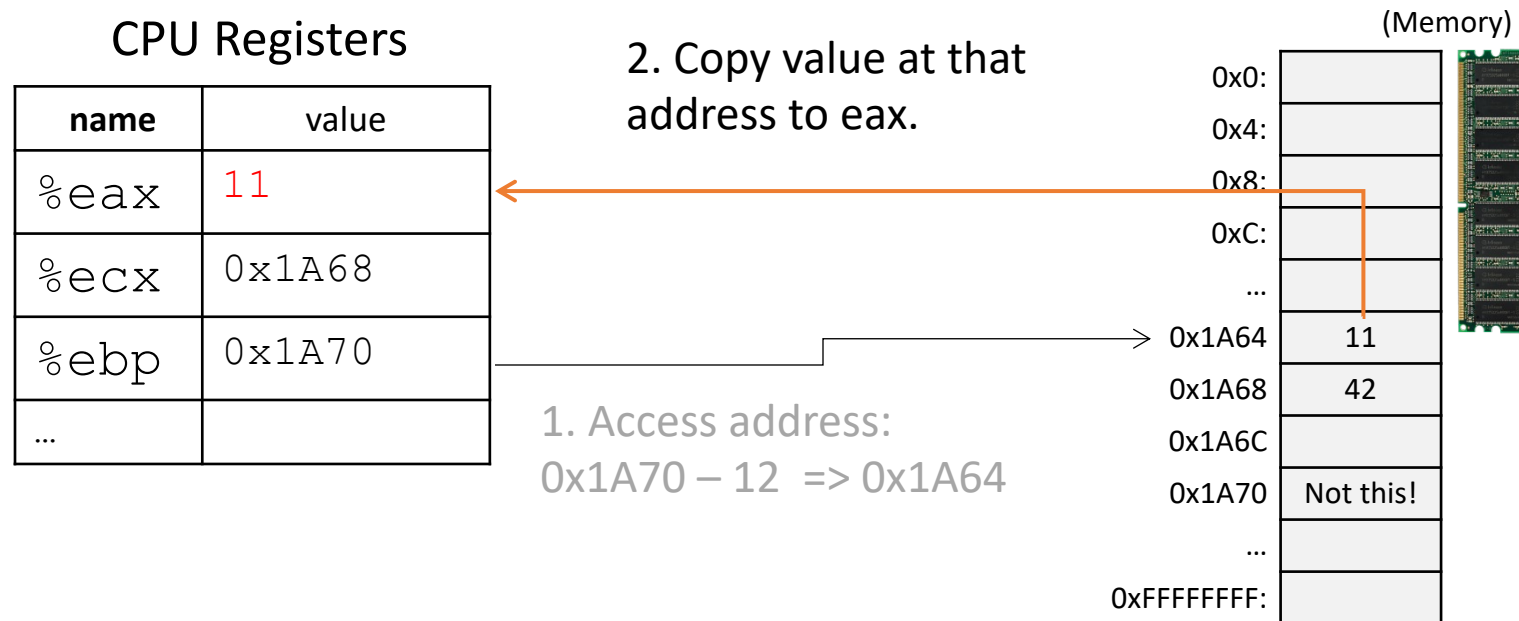 CPU Registers
name value
%eax 11
%ecx 0x1A68
%ebp 0x1A70
…
2. Copy value at that
address to eax.
1. Access address:
0x1A70 – 12 => 0x1A64
(Memory)
0x0:
0x4:
0x8:
0xC:
…
0x1A64 11
0x1A68 42
0x1A6C
0x1A70 Not this!
…
0xFFFFFFFF: